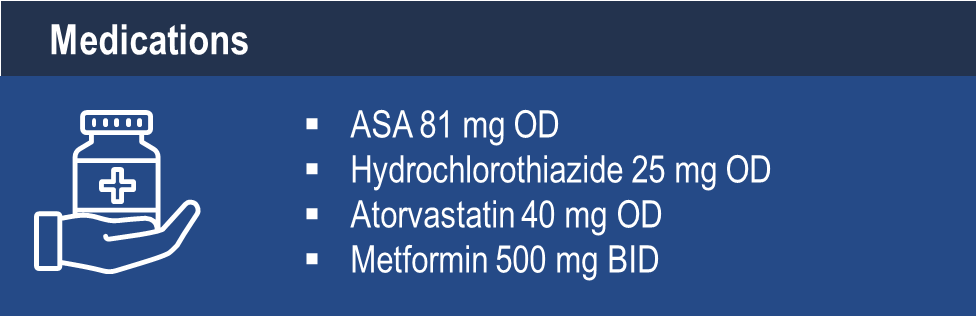 Medications
▪ ASA 81 mg OD
▪ Hydrochlorothiazide 25 mg OD
▪ Atorvastatin 40 mg OD
▪ Metformin 500 mg BID